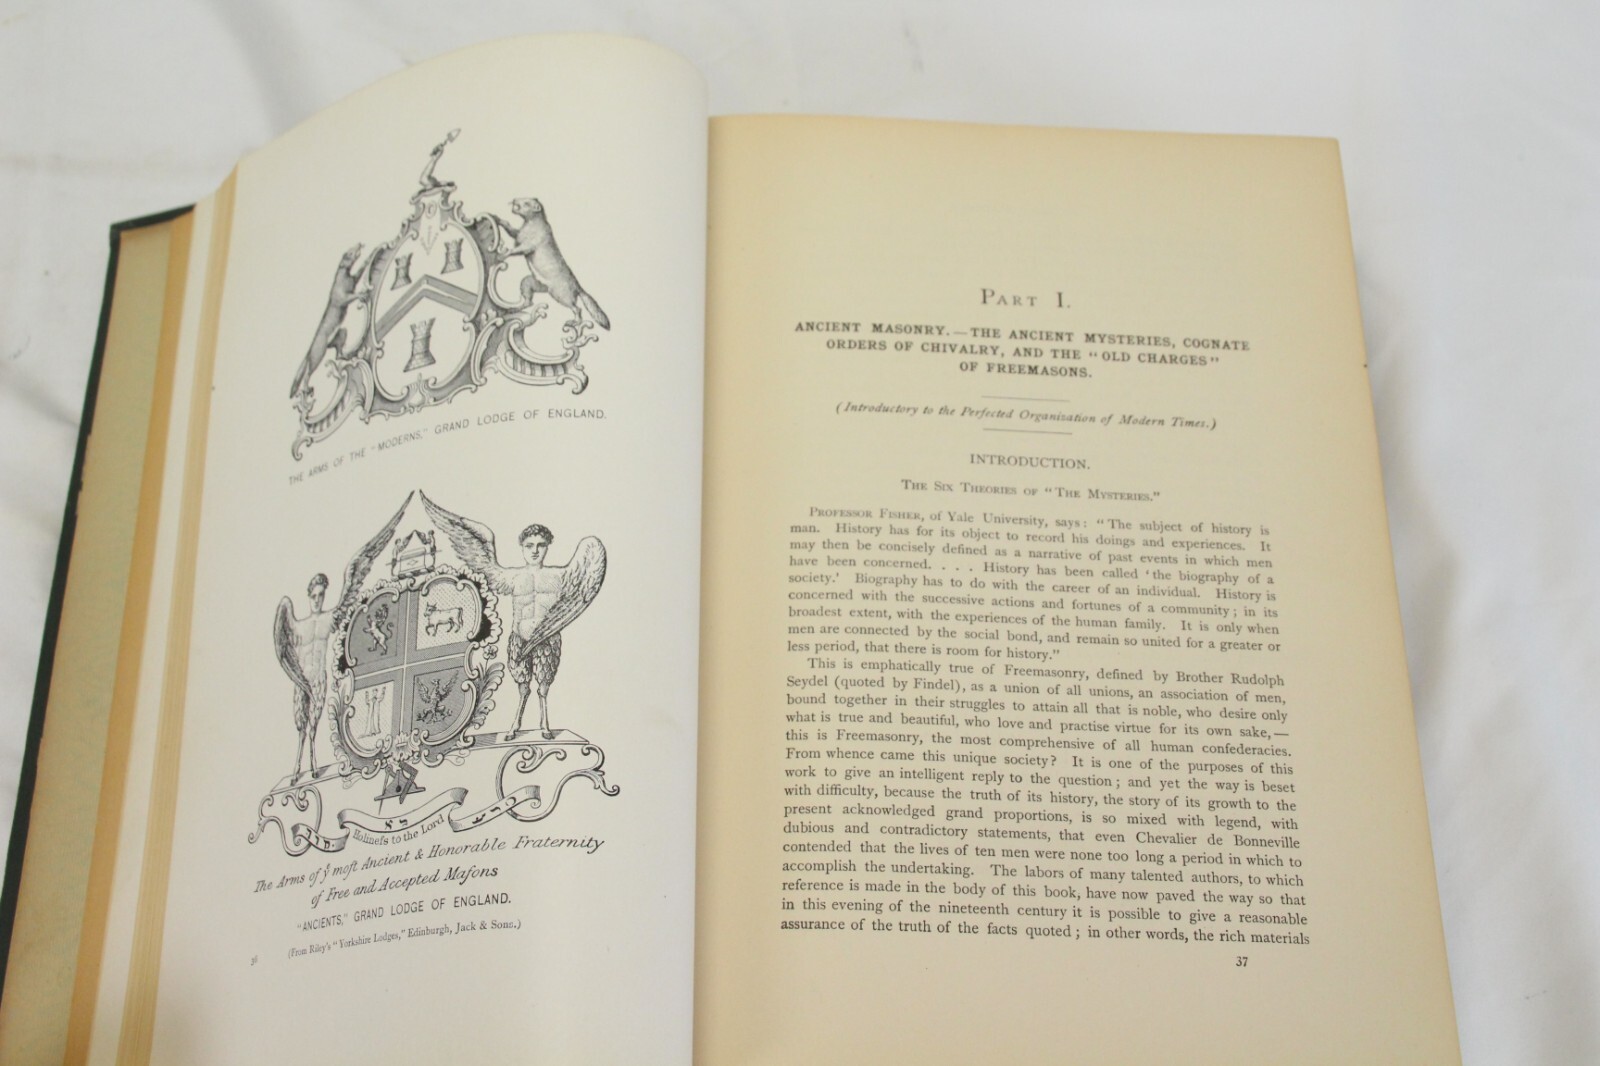 THE ARMS OF THE "MODERNS," GRAND LODGE OF ENGLAND.
Holineſs to the Lord
The Arms of yᵉ moſt Ancient & Honorable Fraternity
of Free and Accepted Maſons
"ANCIENTS," GRAND LODGE OF ENGLAND.
(From Riley's "Yorkshire Lodges," Edinburgh, Jack & Sons.)
36
PART I.
ANCIENT MASONRY.—THE ANCIENT MYSTERIES, COGNATE
ORDERS OF CHIVALRY, AND THE "OLD CHARGES"
OF FREEMASONS.
(Introductory to the Perfected Organization of Modern Times.)
INTRODUCTION.
THE SIX THEORIES OF "THE MYSTERIES."
PROFESSOR FISHER, of Yale University, says: "The subject of history is
man. History has for its object to record his doings and experiences. It
may then be concisely defined as a narrative of past events in which men
have been concerned. . . . History has been called 'the biography of a
society.' Biography has to do with the career of an individual. History is
concerned with the successive actions and fortunes of a community; in its
broadest extent, with the experiences of the human family. It is only when
men are connected by the social bond, and remain so united for a greater or
less period, that there is room for history."
This is emphatically true of Freemasonry, defined by Brother Rudolph
Seydel (quoted by Findel), as a union of all unions, an association of men,
bound together in their struggles to attain all that is noble, who desire only
what is true and beautiful, who love and practise virtue for its own sake,—
this is Freemasonry, the most comprehensive of all human confederacies.
From whence came this unique society? It is one of the purposes of this
work to give an intelligent reply to the question; and yet the way is beset
with difficulty, because the truth of its history, the story of its growth to the
present acknowledged grand proportions, is so mixed with legend, with
dubious and contradictory statements, that even Chevalier de Bonneville
contended that the lives of ten men were none too long a period in which to
accomplish the undertaking. The labors of many talented authors, to which
reference is made in the body of this book, have now paved the way so that
in this evening of the nineteenth century it is possible to give a reasonable
assurance of the truth of the facts quoted; in other words, the rich materials
37